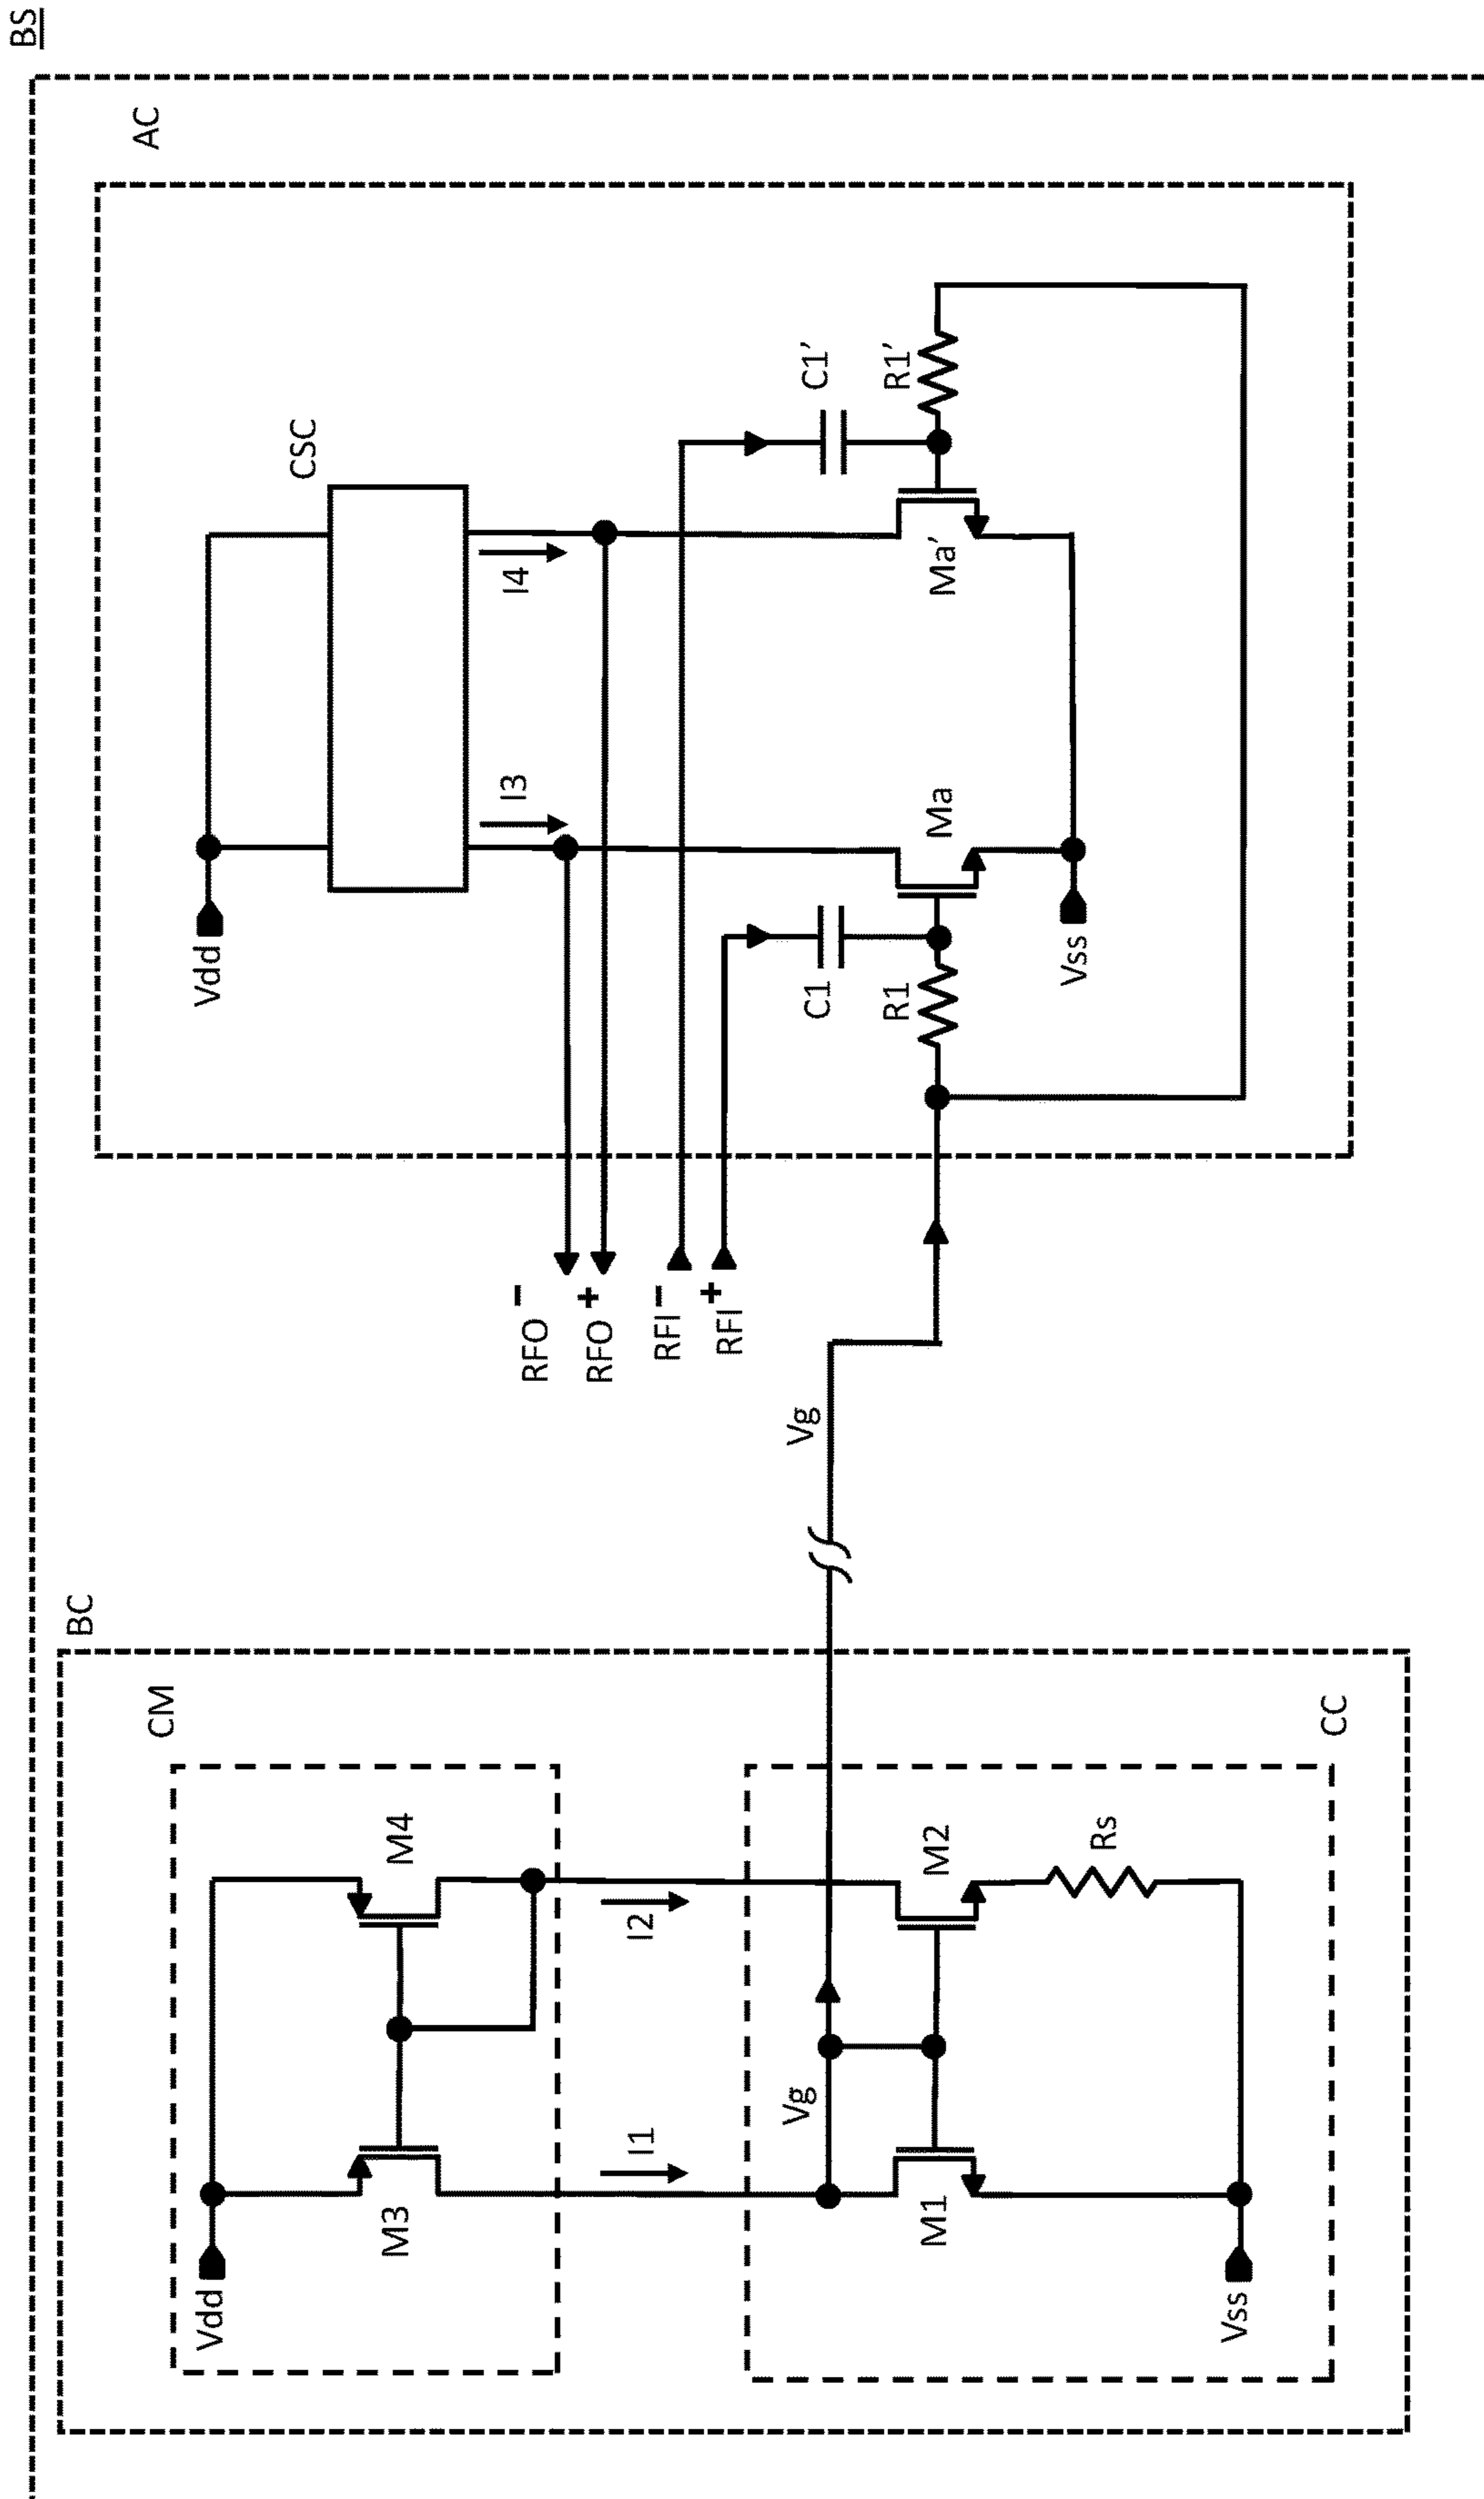 BS
BC
CM
Vdd
M3
M4
I1
I2
CC
Vg
M1
M2
Rs
Vss
Vg
RFO -
RFO +
RFI -
RFI +
AC
Vdd
CSC
I3
I4
C1
R1
Ma
Ma’
C1’
R1’
Vss